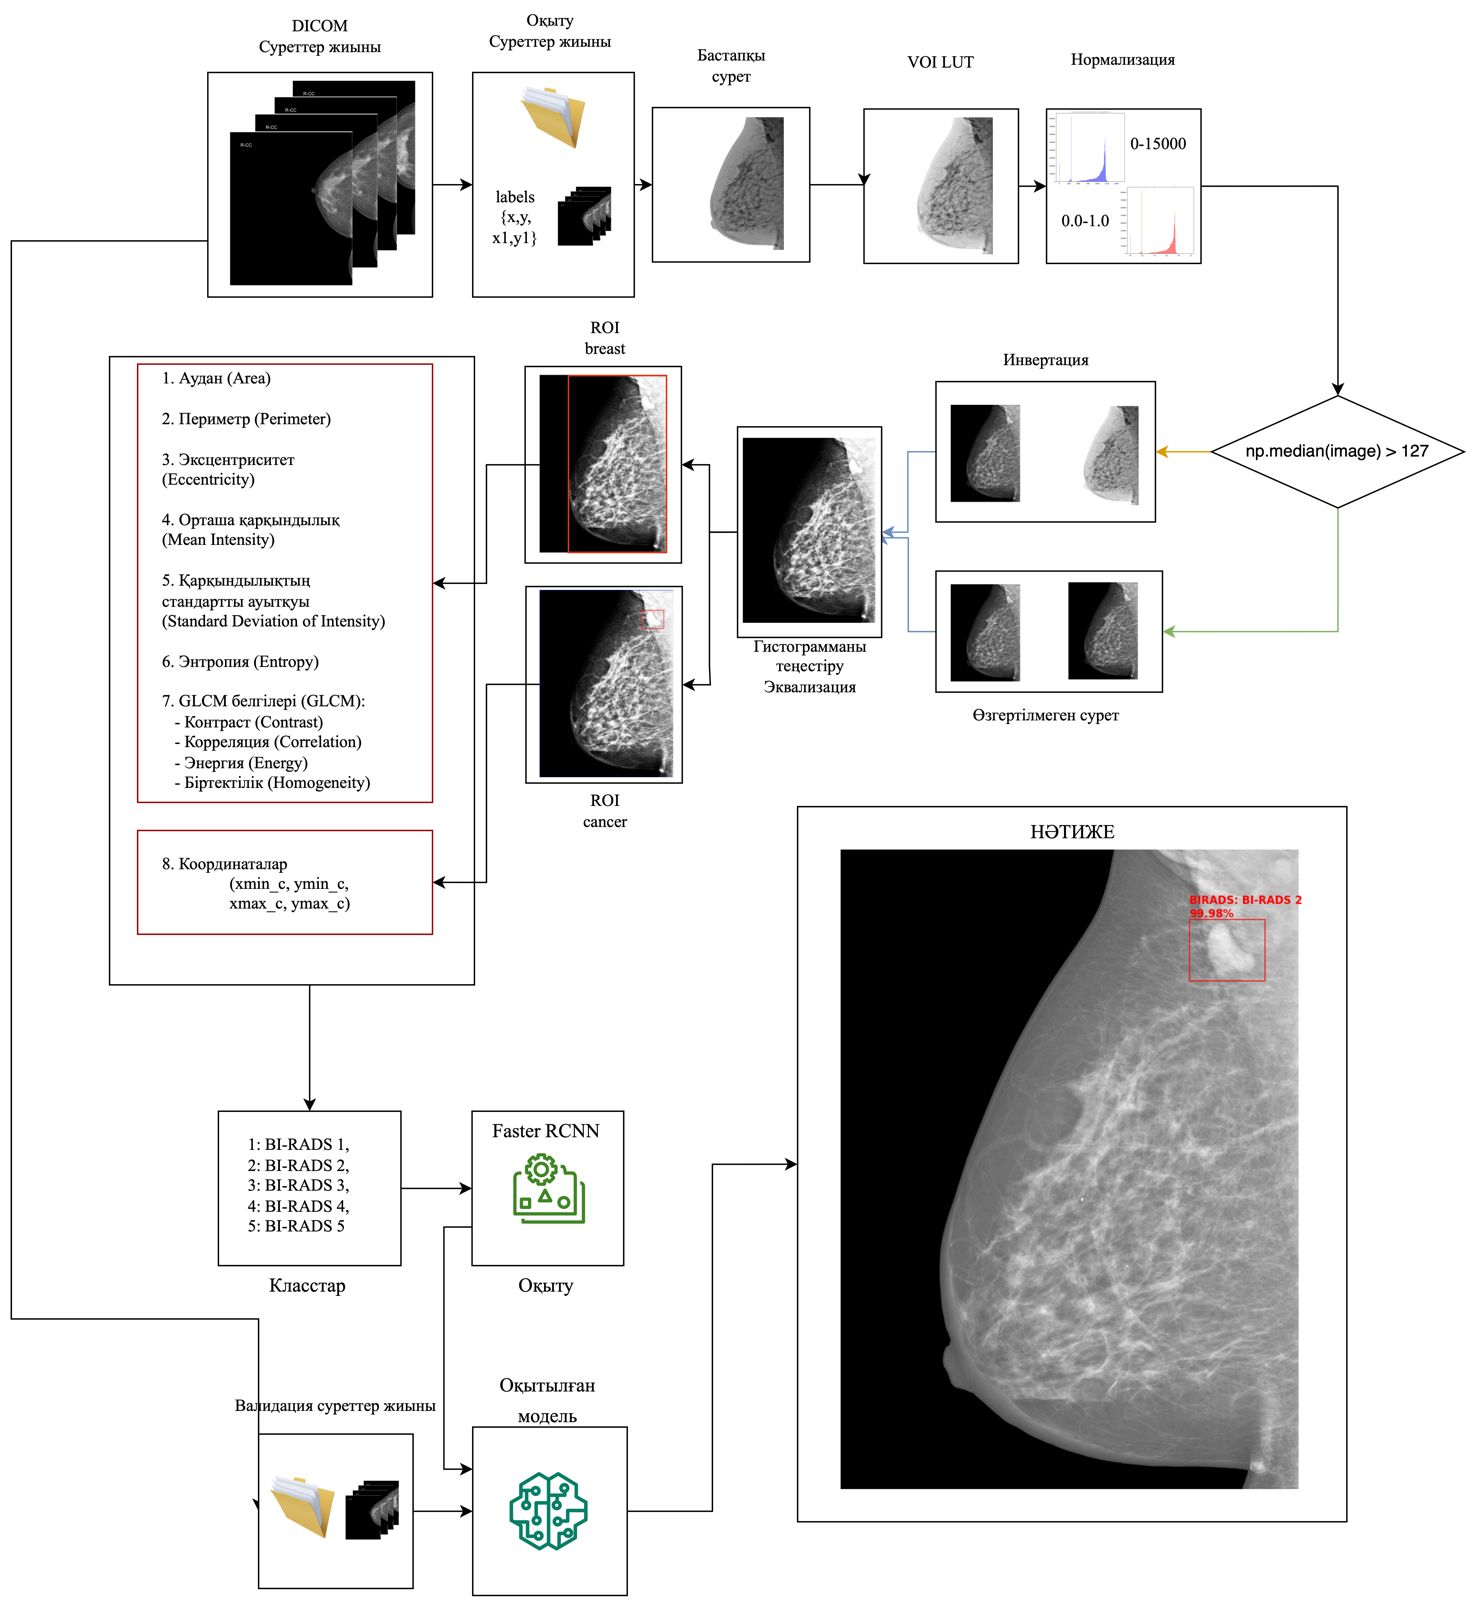 DICOM
Суреттер жиыны
Оқыту
Суреттер жиыны
Бастапқы
сурет
VOI LUT
Нормализация
R-CC
R-CC
R-CC
R-CC
labels
{x,y,
x1,y1}
0-15000
0.0-1.0
ROI
breast
Инвертация
np.median(image) > 127
1. Аудан (Area)
2. Периметр (Perimeter)
3. Эксцентриситет
(Eccentricity)
4. Орташа қарқындылық
(Mean Intensity)
5. Қарқындылықтың
стандартты ауытқуы
(Standard Deviation of Intensity)
6. Энтропия (Entropy)
7. GLCM белгілері (GLCM):
- Контраст (Contrast)
- Корреляция (Correlation)
- Энергия (Energy)
- Біртектілік (Homogeneity)
Гистограмманы
теңестіру
Эквализация
Өзгертілмеген сурет
ROI
cancer
8. Координаталар
(xmin_c, ymin_c,
xmax_c, ymax_c)
НӘТИЖЕ
BIRADS: BI-RADS 2
99.98%
1: BI-RADS 1,
2: BI-RADS 2,
3: BI-RADS 3,
4: BI-RADS 4,
5: BI-RADS 5
Класстар
Faster RCNN
Оқыту
Валидация суреттер жиыны
Оқытылған
модель